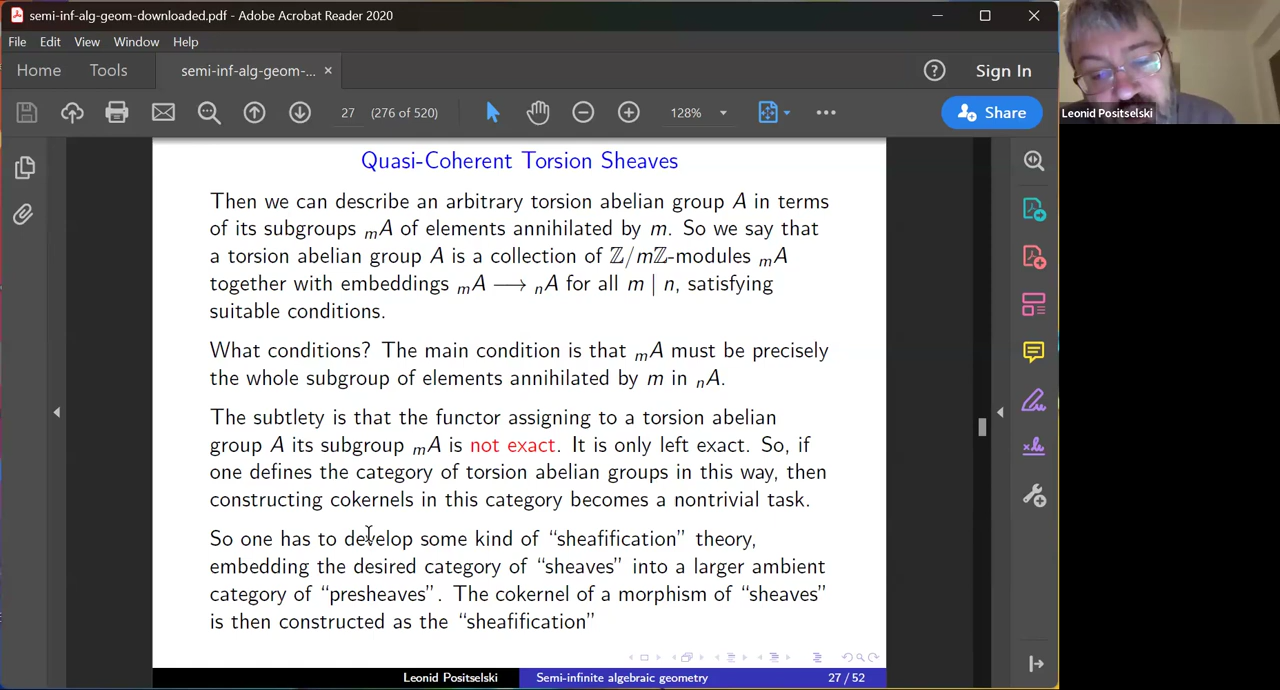 semi-inf-alg-geom-downloaded.pdf - Adobe Acrobat Reader 2020
File Edit View Window Help
Home Tools semi-inf-alg-geom-... × Sign In
27 (276 of 520) 128% Share
Leonid Positselski
Quasi-Coherent Torsion Sheaves
Then we can describe an arbitrary torsion abelian group A in terms
of its subgroups ₘA of elements annihilated by m. So we say that
a torsion abelian group A is a collection of ℤ/mℤ-modules ₘA
together with embeddings ₘA ⟶ ₙA for all m | n, satisfying
suitable conditions.
What conditions? The main condition is that ₘA must be precisely
the whole subgroup of elements annihilated by m in ₙA.
The subtlety is that the functor assigning to a torsion abelian
group A its subgroup ₘA is not exact. It is only left exact. So, if
one defines the category of torsion abelian groups in this way, then
constructing cokernels in this category becomes a nontrivial task.
So one has to develop some kind of “sheafification” theory,
embedding the desired category of “sheaves” into a larger ambient
category of “presheaves”. The cokernel of a morphism of “sheaves”
is then constructed as the “sheafification”
Leonid Positselski Semi-infinite algebraic geometry 27 / 52